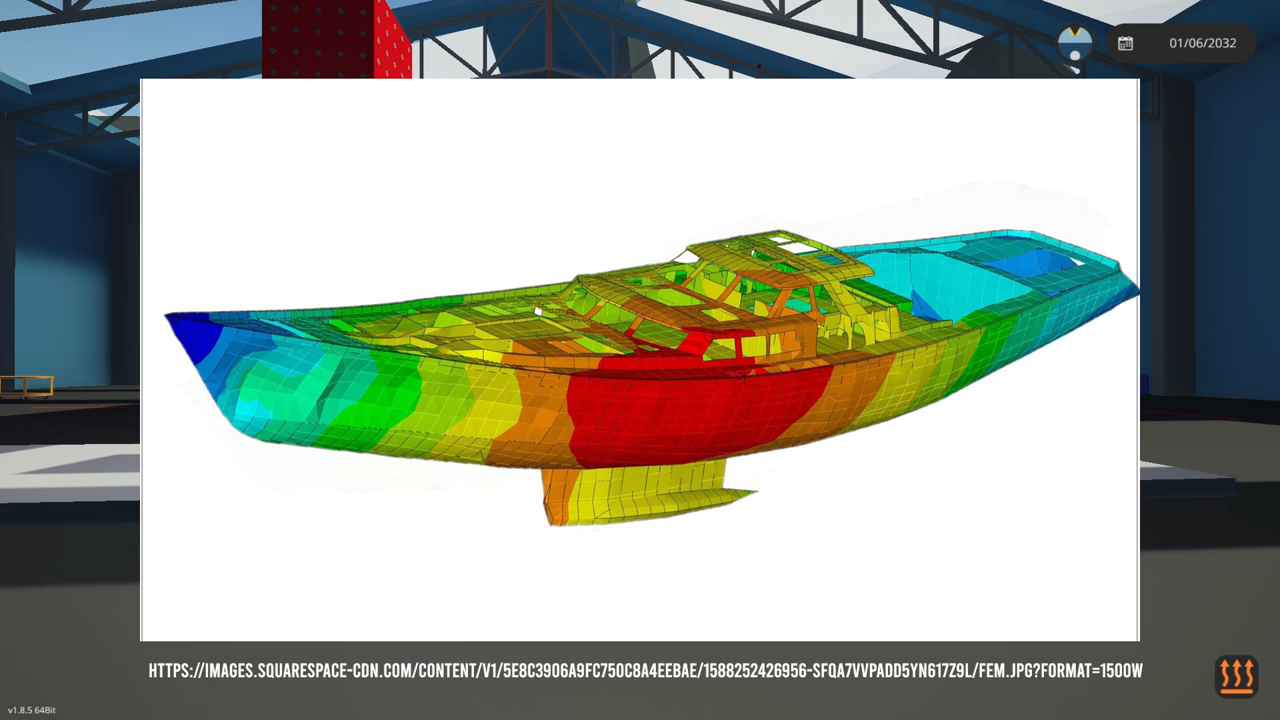 01/06/2032
HTTPS://IMAGES.SQUARESPACE-CDN.COM/CONTENT/V1/5E8C3906A9FC750C8A4EEBAE/1588252426956-SFQA7VVPADD5YN617Z9L/FEM.JPG?FORMAT=1500W
v1.8.5 64Bit